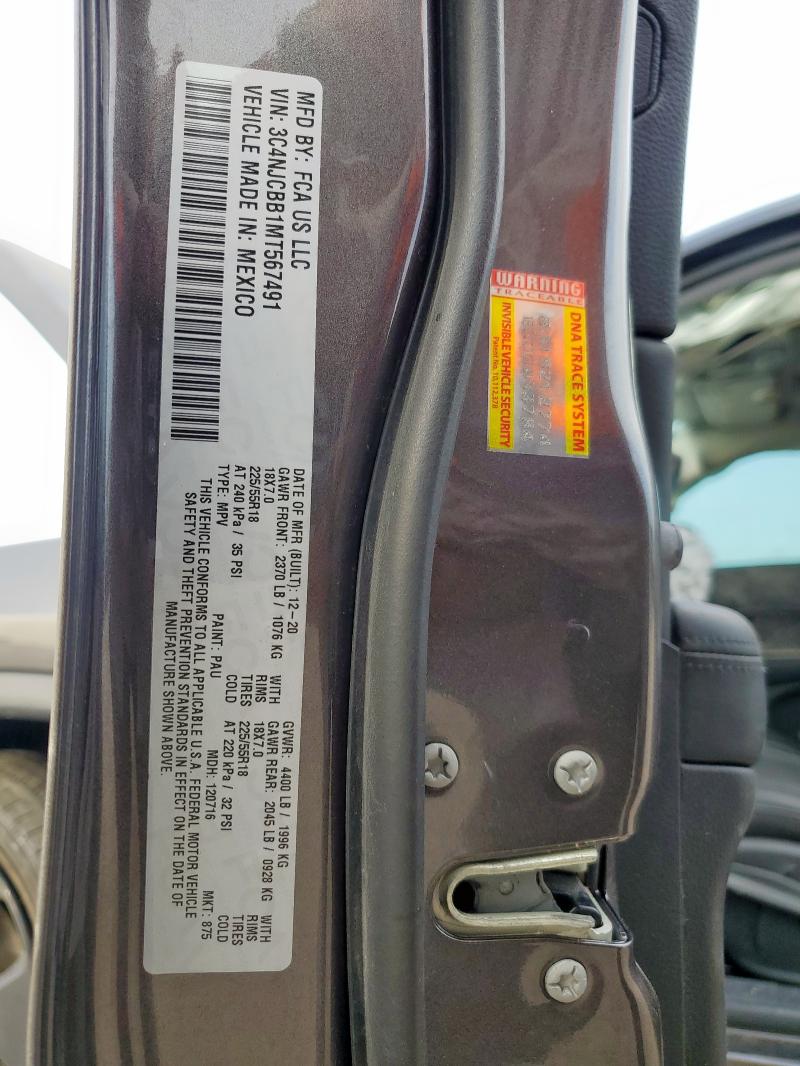 MFD BY: FCA US LLC
VIN: 3C4NJCBB1MT567491
VEHICLE MADE IN: MEXICO
DATE OF MFR (BUILT): 12-20 GVWR: 4400 LB / 1996 KG
GAWR FRONT: 2370 LB / 1076 KG WITH GAWR REAR: 2045 LB / 0928 KG WITH
18X7.0 RIMS 18X7.0 RIMS
225/55R18 TIRES 225/55R18 TIRES
AT 240 kPa / 35 PSI COLD AT 220 kPa / 32 PSI COLD
TYPE: MPV PAINT: PAU MDH: 120716 MKT: 875
THIS VEHICLE CONFORMS TO ALL APPLICABLE U.S.A. FEDERAL MOTOR VEHICLE
SAFETY AND THEFT PREVENTION STANDARDS IN EFFECT ON THE DATE OF
MANUFACTURE SHOWN ABOVE.
WARNING
TRACEABLE
DNA TRACE SYSTEM
INVISIBLE VEHICLE SECURITY
Patent No. 10,112,378